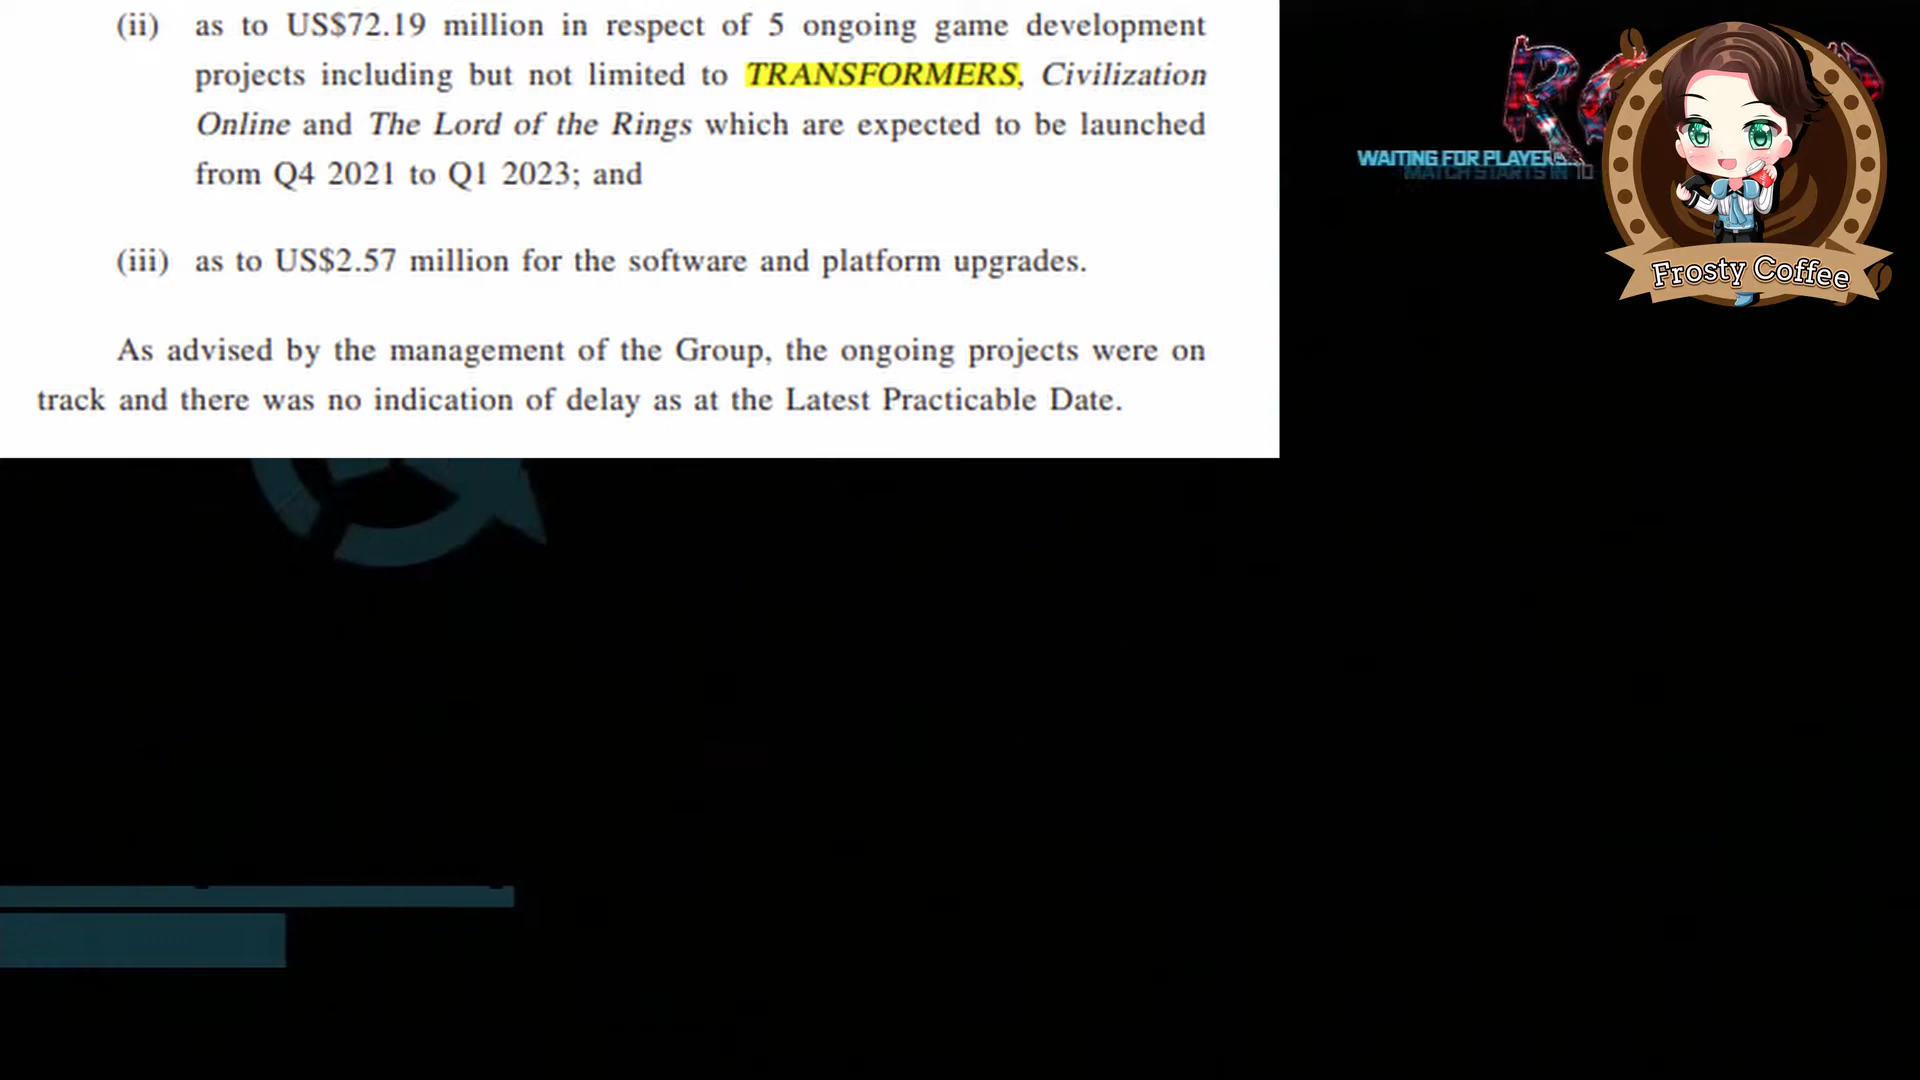 (ii) as to US$72.19 million in respect of 5 ongoing game development
projects including but not limited to TRANSFORMERS, Civilization
Online and The Lord of the Rings which are expected to be launched
from Q4 2021 to Q1 2023; and
(iii) as to US$2.57 million for the software and platform upgrades.
As advised by the management of the Group, the ongoing projects were on
track and there was no indication of delay as at the Latest Practicable Date.
WAITING FOR PLAYERS...
MATCH STARTS IN 10
Frosty Coffee